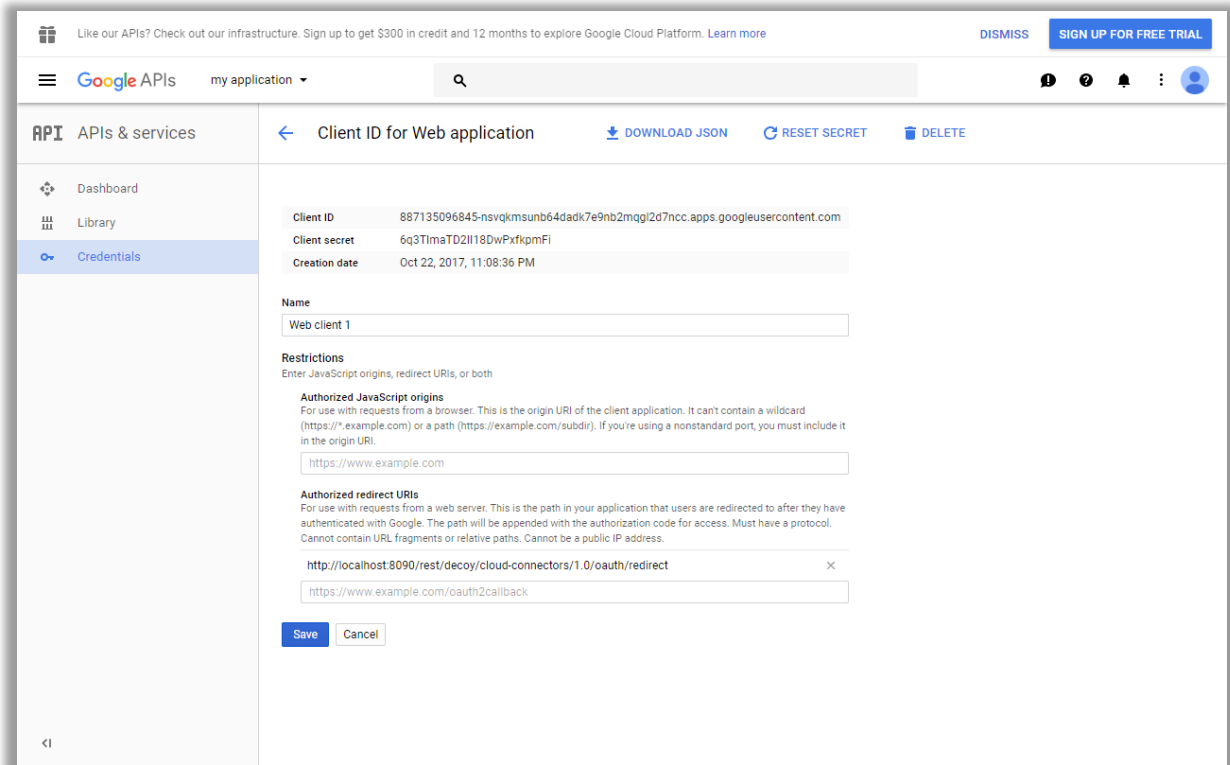 Like our APIs? Check out our infrastructure. Sign up to get $300 in credit and 12 months to explore Google Cloud Platform. Learn more
DISMISS
SIGN UP FOR FREE TRIAL
Google APIs
my application
API APIs & services
Client ID for Web application
DOWNLOAD JSON
RESET SECRET
DELETE
Dashboard
Library
Credentials
Client ID 887135096845-nsvqkmsunb64dadk7e9nb2mqgl2d7ncc.apps.googleusercontent.com
Client secret 6q3TlmaTD2Il18DwPxfkpmFi
Creation date Oct 22, 2017, 11:08:36 PM
Name
Web client 1
Restrictions
Enter JavaScript origins, redirect URIs, or both
Authorized JavaScript origins
For use with requests from a browser. This is the origin URI of the client application. It can't contain a wildcard
(https://*.example.com) or a path (https://example.com/subdir). If you're using a nonstandard port, you must include it
in the origin URI.
https://www.example.com
Authorized redirect URIs
For use with requests from a web server. This is the path in your application that users are redirected to after they have
authenticated with Google. The path will be appended with the authorization code for access. Must have a protocol.
Cannot contain URL fragments or relative paths. Cannot be a public IP address.
http://localhost:8090/rest/decoy/cloud-connectors/1.0/oauth/redirect
https://www.example.com/oauth2callback
Save
Cancel